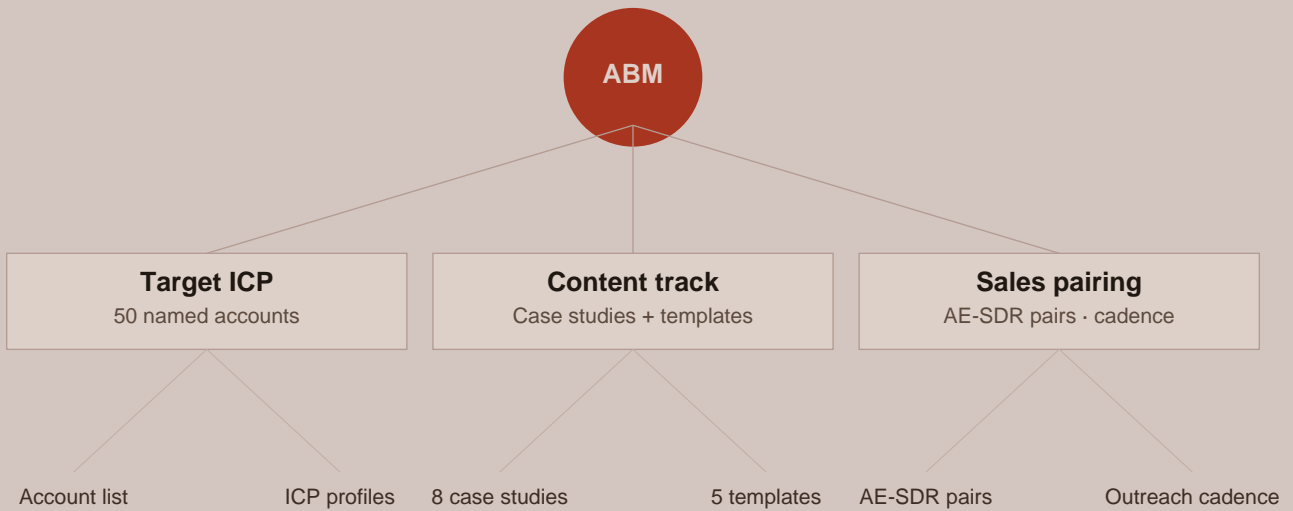 ABM
Target ICP
50 named accounts
Content track
Case studies + templates
Sales pairing
AE-SDR pairs · cadence
Account list
ICP profiles
8 case studies
5 templates
AE-SDR pairs
Outreach cadence